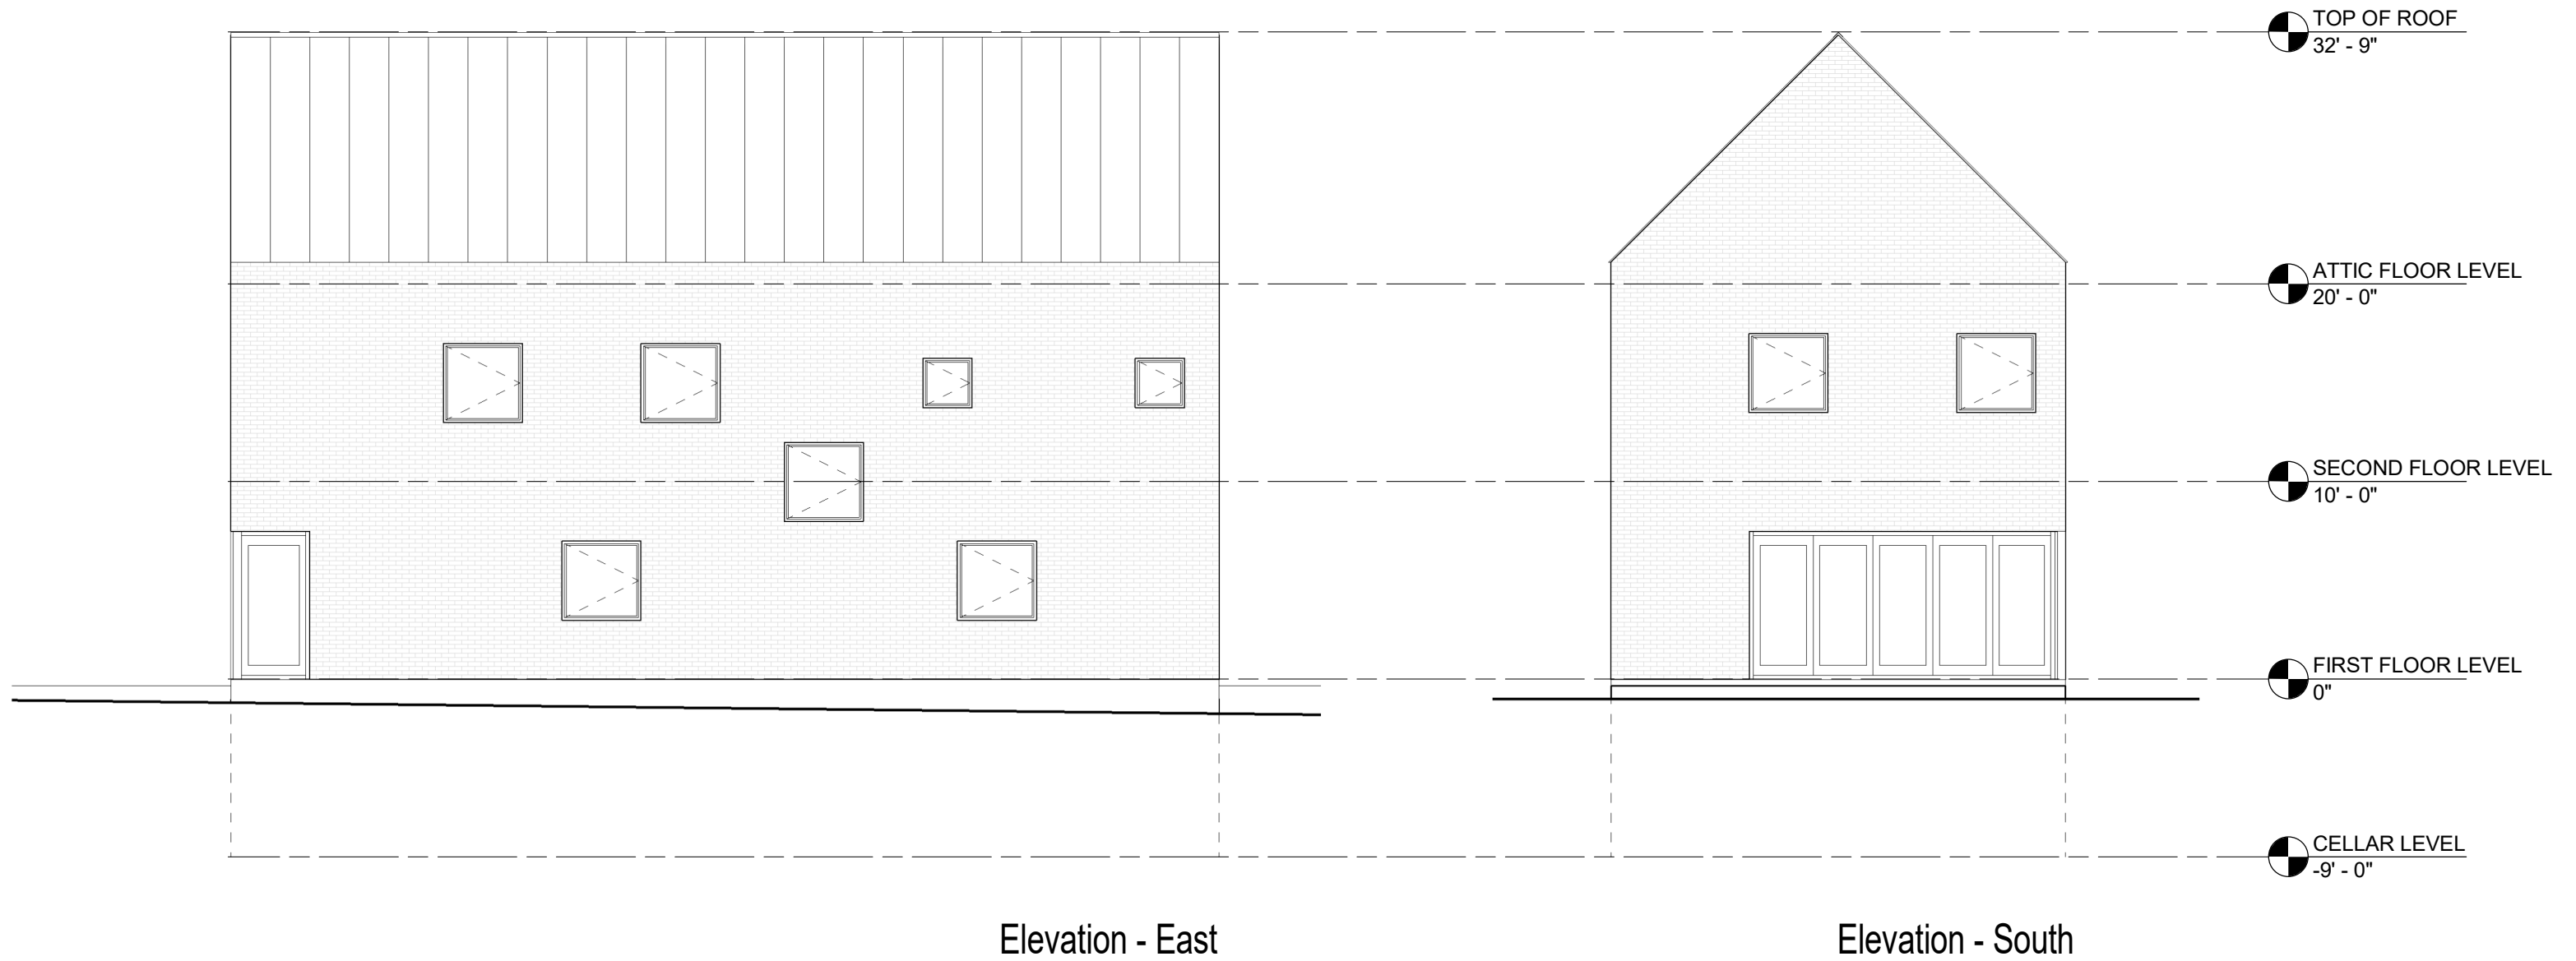 TOP OF ROOF
32' - 9"
ATTIC FLOOR LEVEL
20' - 0"
SECOND FLOOR LEVEL
10' - 0"
FIRST FLOOR LEVEL
0"
CELLAR LEVEL
-9' - 0"
Elevation - East
Elevation - South